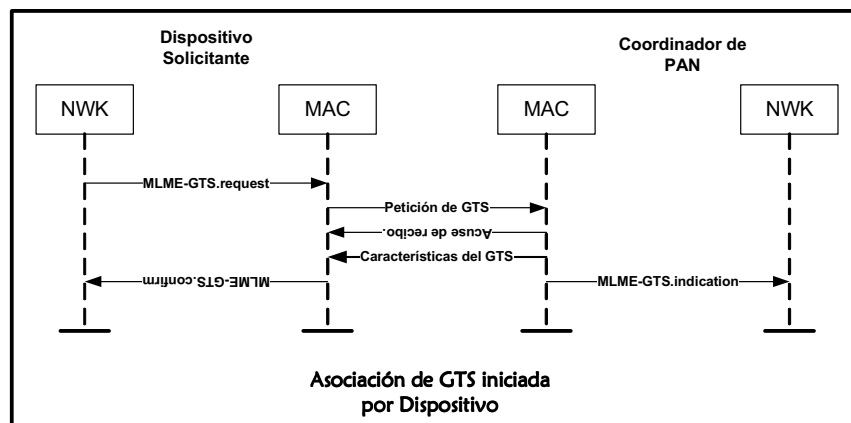 Dispositivo
Solicitante
Coordinador de
PAN
NWK
MAC
MAC
NWK
MLME-GTS.request
Petición de GTS
Acuse de recibo.
Características del GTS
MLME-GTS.confirm
MLME-GTS.indication
Asociación de GTS iniciada
por Dispositivo